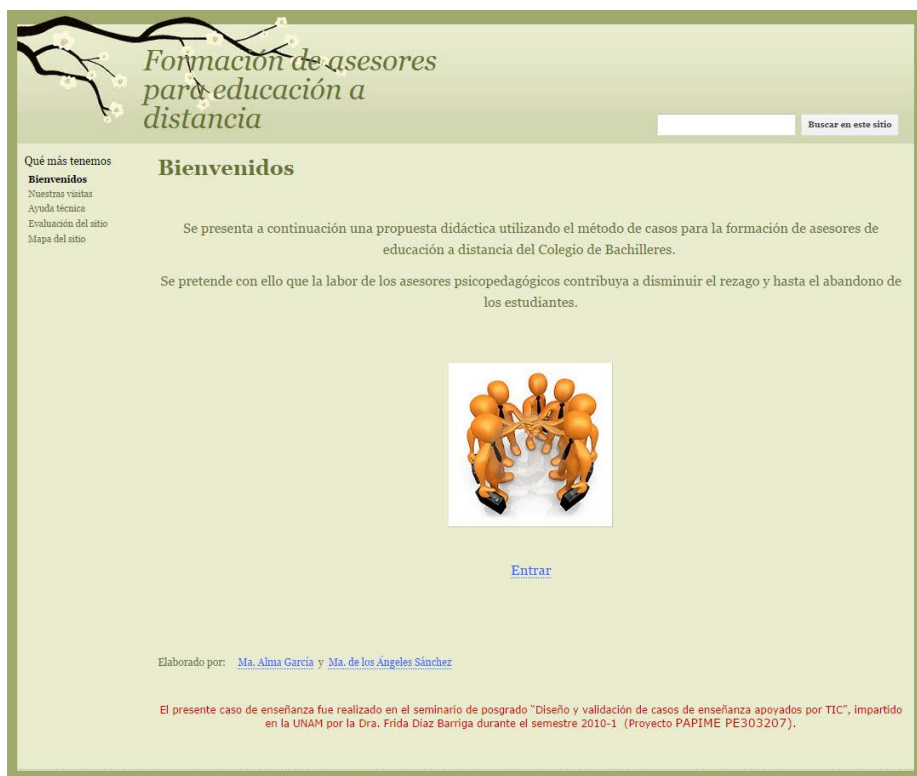 Formación de asesores
para educación a
distancia
Buscar en este sitio
Qué más tenemos
Bienvenidos
Nuestras visitas
Ayuda técnica
Evaluación del sitio
Mapa del sitio
Bienvenidos
Se presenta a continuación una propuesta didáctica utilizando el método de casos para la formación de asesores de
educación a distancia del Colegio de Bachilleres.
Se pretende con ello que la labor de los asesores psicopedagógicos contribuya a disminuir el rezago y hasta el abandono de
los estudiantes.
Entrar
Elaborado por: Ma. Alma García y Ma. de los Ángeles Sánchez
El presente caso de enseñanza fue realizado en el seminario de posgrado "Diseño y validación de casos de enseñanza apoyados por TIC", impartido
en la UNAM por la Dra. Frida Díaz Barriga durante el semestre 2010-1 (Proyecto PAPIME PE303207).